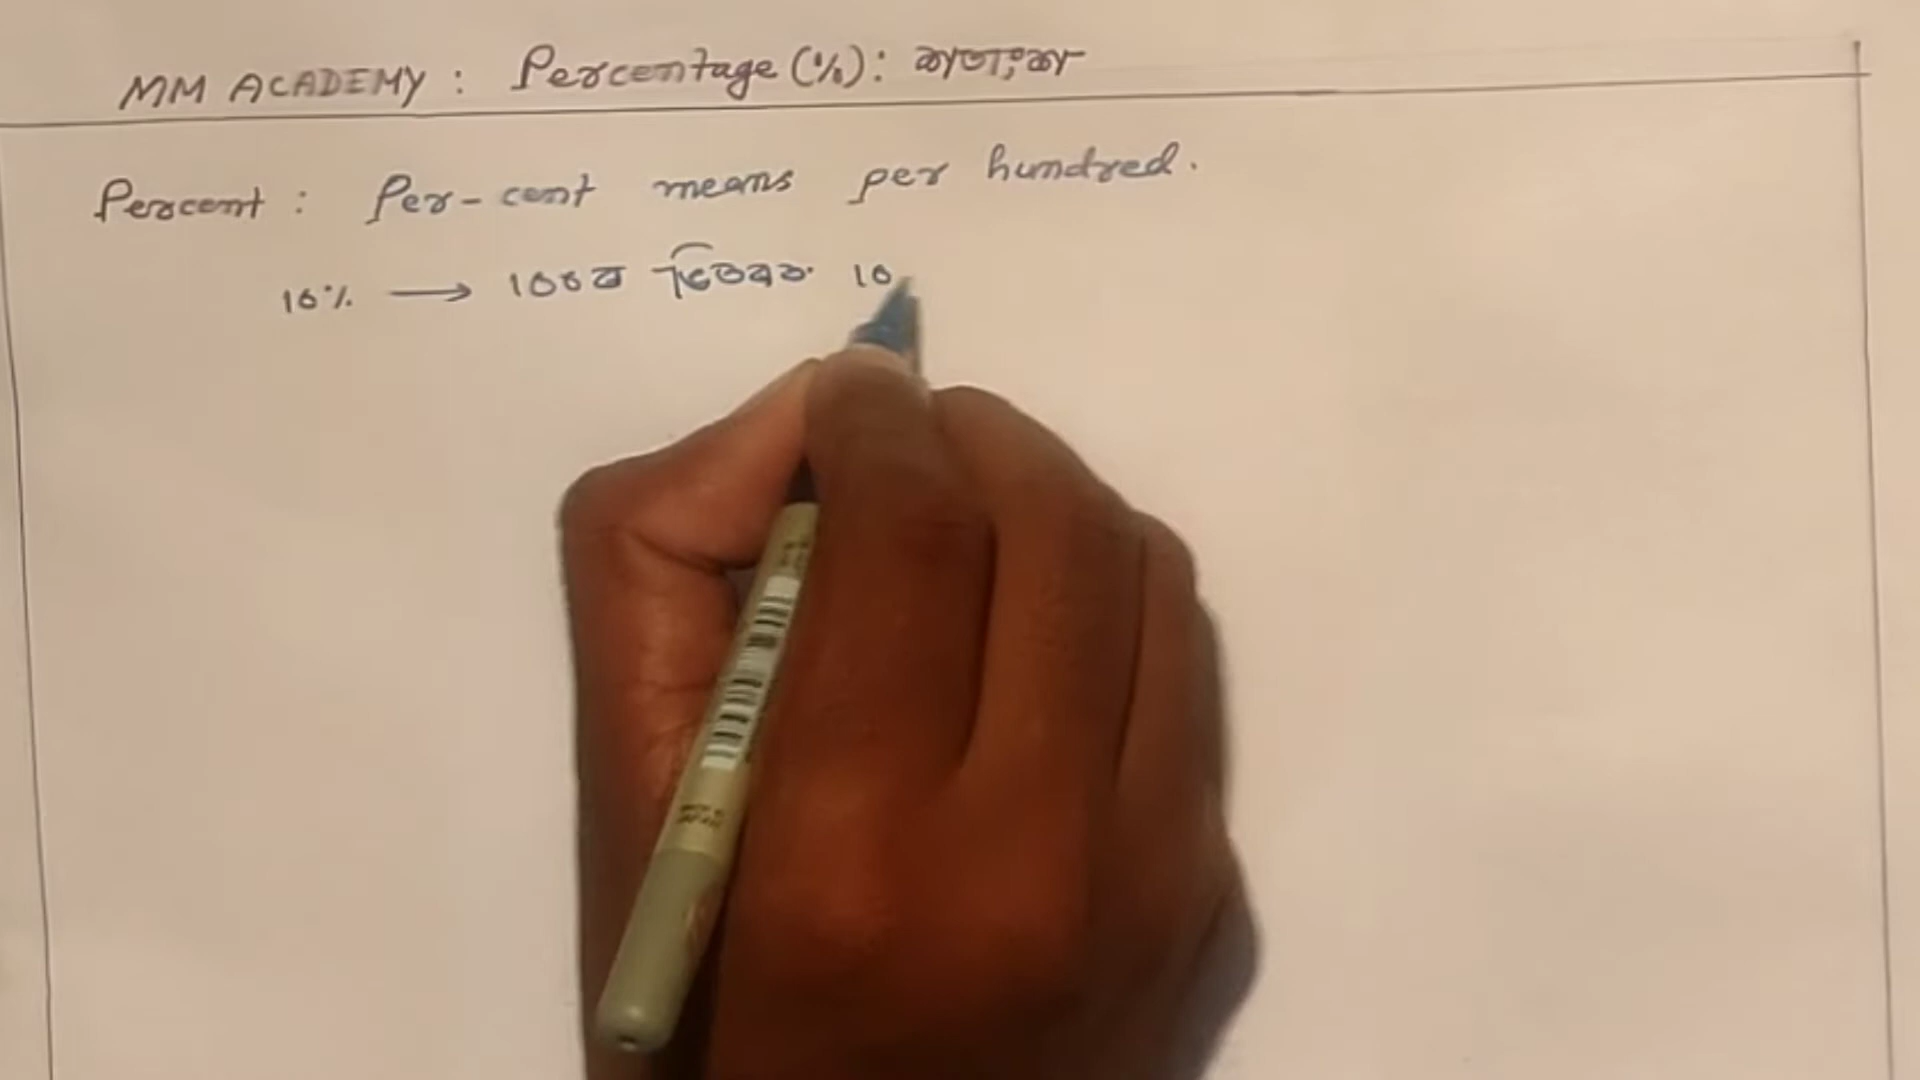 MM ACADEMY : Percentage (%): শতাংশ
Percent : Per-cent means per hundred.
10% → 100ৰ ভিতৰত 10